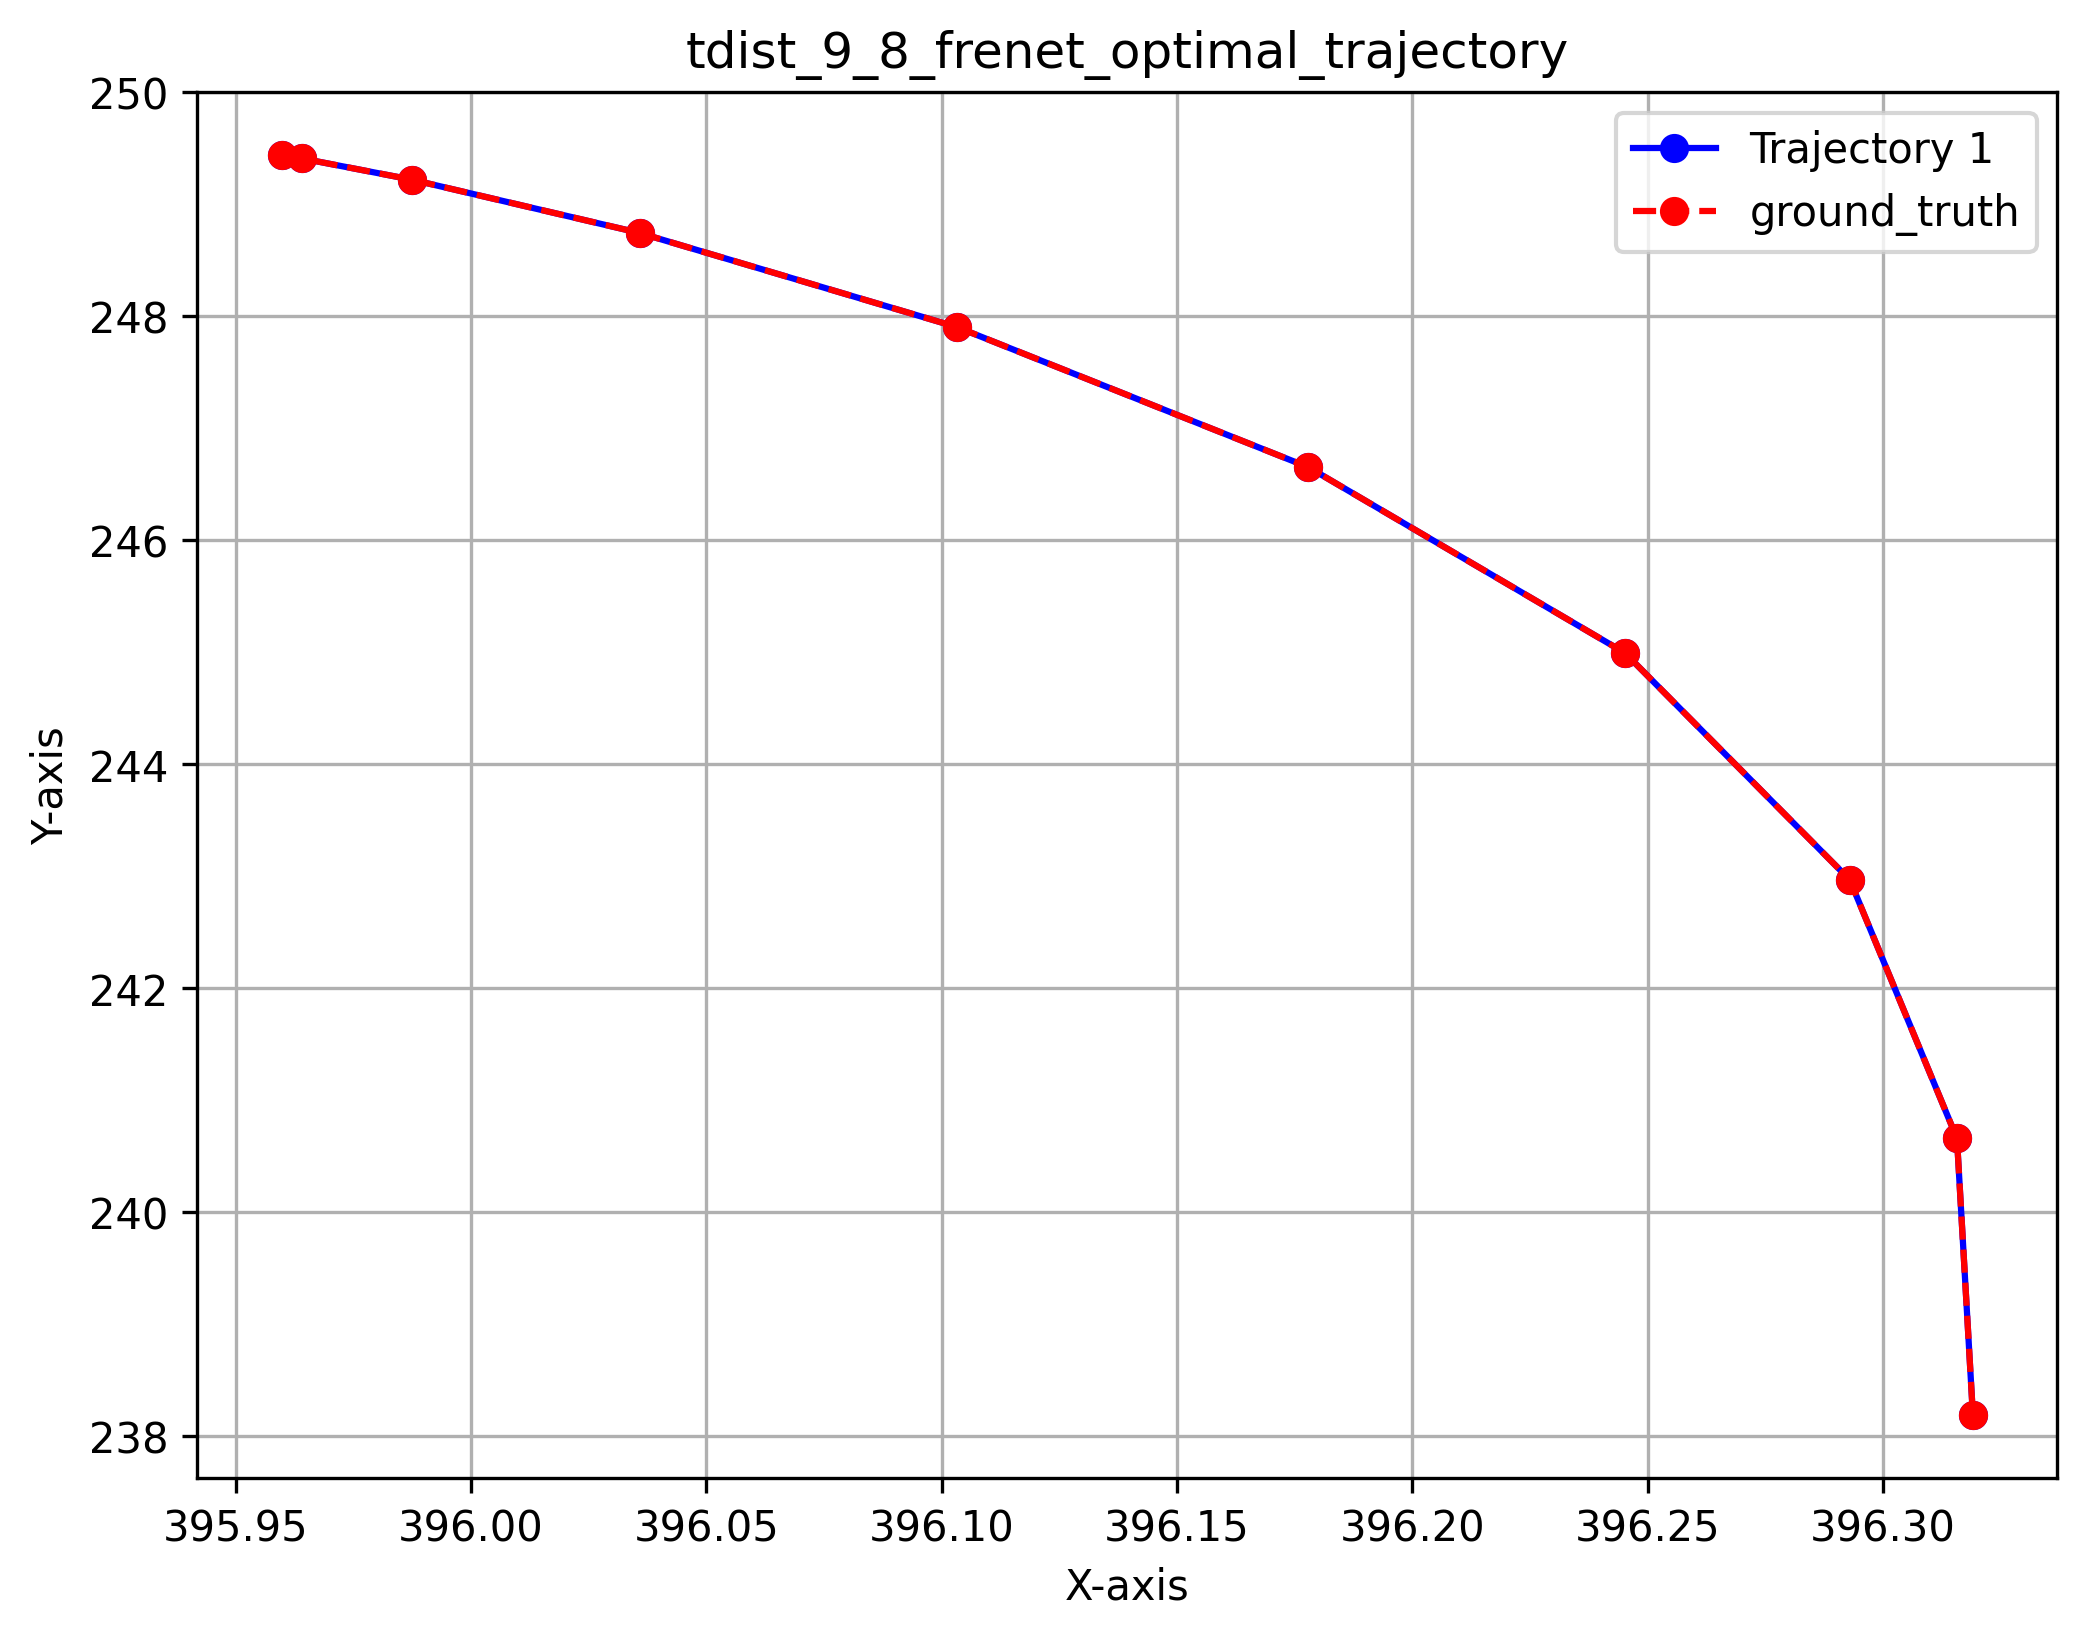 tdist_9_8_frenet_optimal_trajectory
250
248
246
244
242
240
238
Y-axis
Trajectory 1
ground_truth
395.95 396.00 396.05 396.10 396.15 396.20 396.25 396.30
X-axis